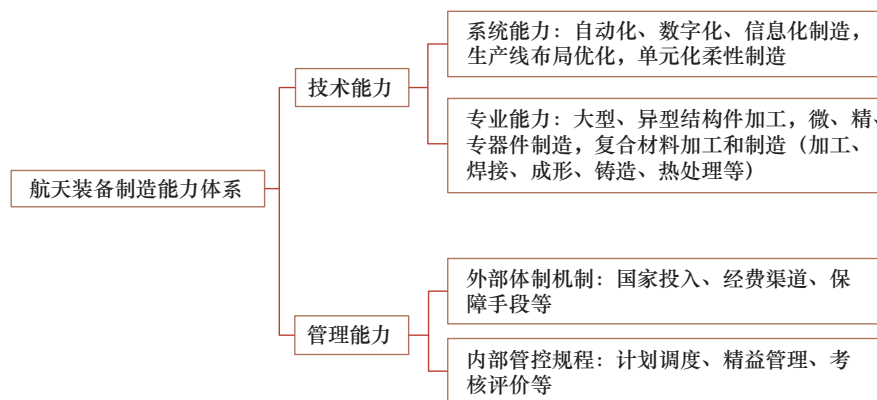 系统能力：自动化、数字化、信息化制造，
生产线布局优化，单元化柔性制造
技术能力
专业能力：大型、异型结构件加工，微、精、
专器件制造，复合材料加工和制造（加工、
焊接、成形、铸造、热处理等）
航天装备制造能力体系
外部体制机制：国家投入、经费渠道、保
障手段等
管理能力
内部管控规程：计划调度、精益管理、考
核评价等